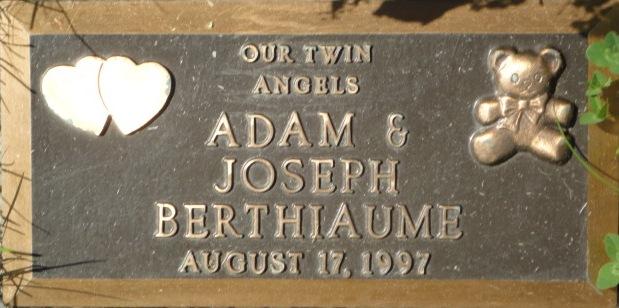 OUR TWIN
ANGELS
ADAM &
JOSEPH
BERTHIAUME
AUGUST 17, 1997